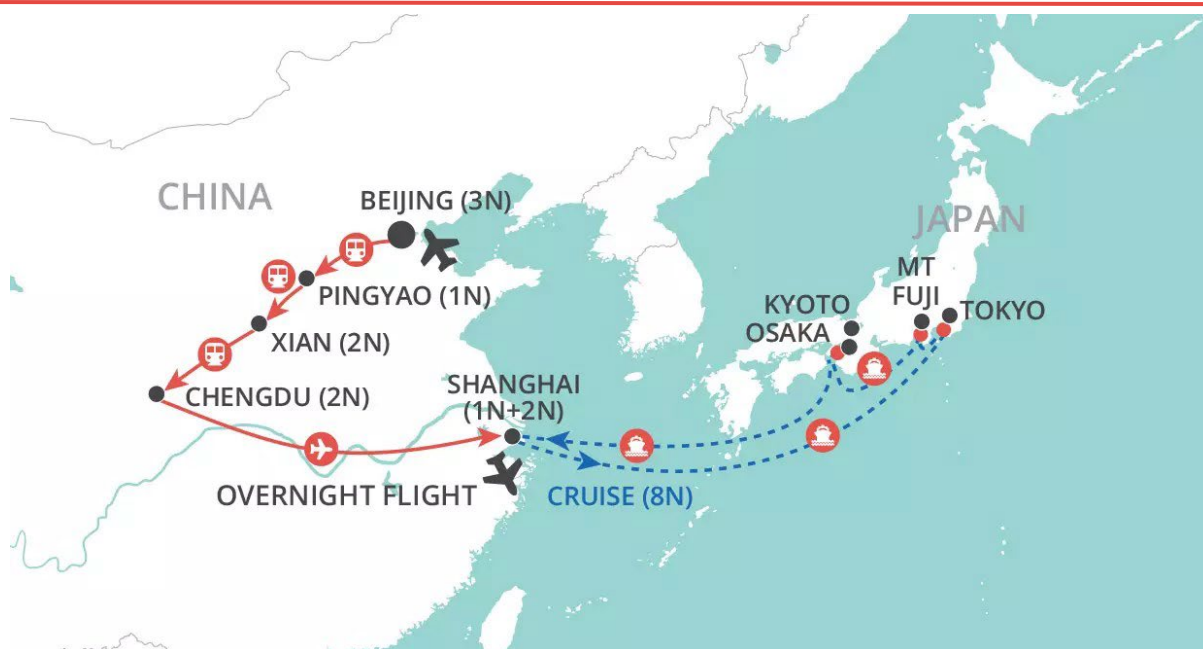 CHINA
BEIJING (3N)
JAPAN
PINGYAO (1N)
MT
FUJI
TOKYO
KYOTO
OSAKA
XIAN (2N)
CHENGDU (2N)
SHANGHAI
(1N+2N)
OVERNIGHT FLIGHT
CRUISE (8N)